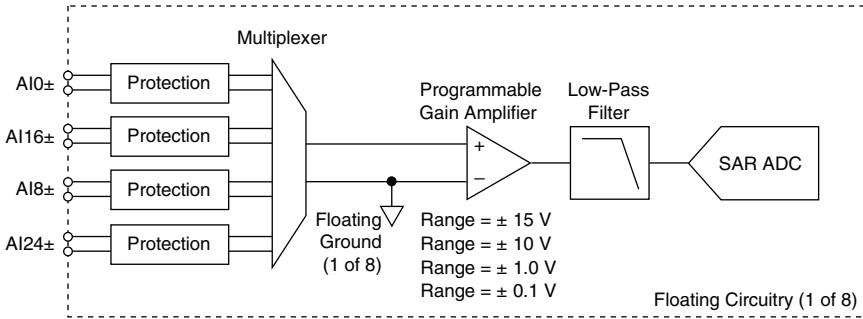 Multiplexer
AI0±
Protection
AI16±
Protection
AI8±
Protection
AI24±
Protection
Floating
Ground
(1 of 8)
Programmable
Gain Amplifier
+
–
Range = ± 15 V
Range = ± 10 V
Range = ± 1.0 V
Range = ± 0.1 V
Low-Pass
Filter
SAR ADC
Floating Circuitry (1 of 8)